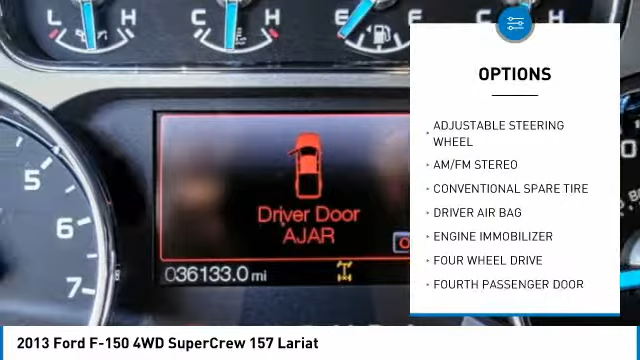 L H C H E F C H
5
6
7
Driver Door
AJAR
036133.0 mi
OPTIONS
ADJUSTABLE STEERING
WHEEL
AM/FM STEREO
CONVENTIONAL SPARE TIRE
DRIVER AIR BAG
ENGINE IMMOBILIZER
FOUR WHEEL DRIVE
FOURTH PASSENGER DOOR
2013 Ford F-150 4WD SuperCrew 157 Lariat